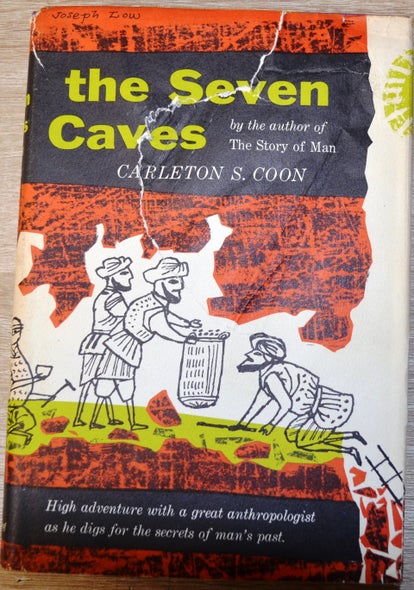 Joseph Low
the Seven
Caves
by the author of
The Story of Man
CARLETON S. COON
High adventure with a great anthropologist
as he digs for the secrets of man's past.